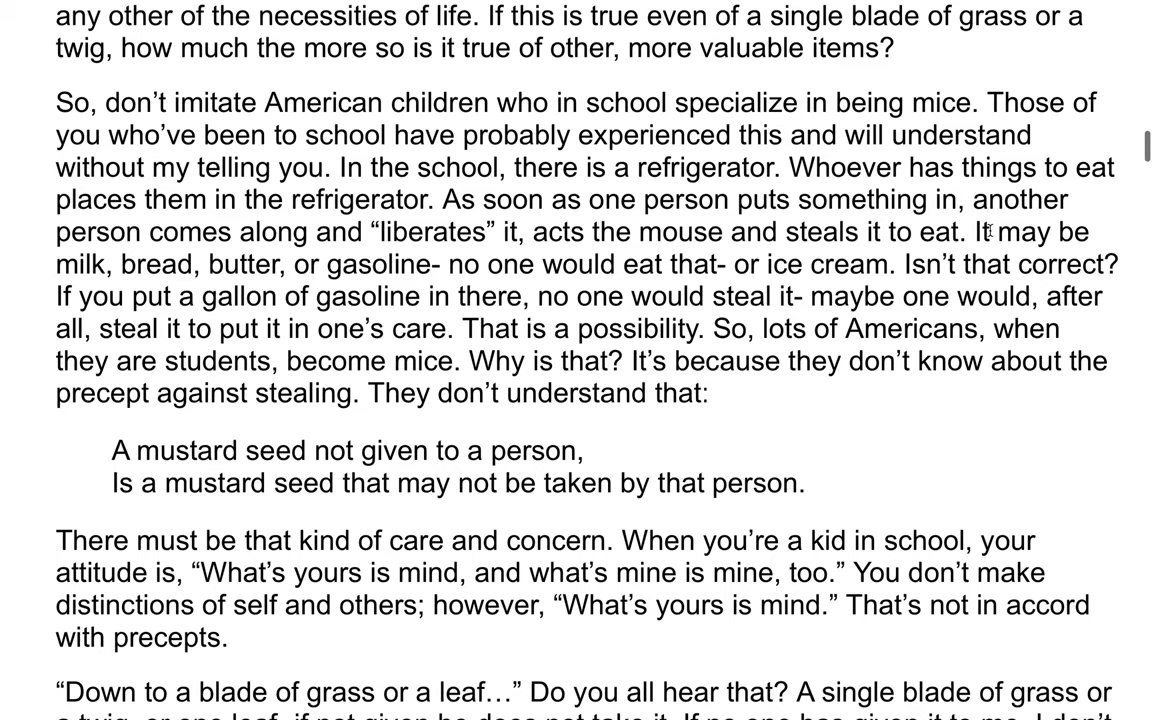 any other of the necessities of life. If this is true even of a single blade of grass or a
twig, how much the more so is it true of other, more valuable items?
So, don’t imitate American children who in school specialize in being mice. Those of
you who’ve been to school have probably experienced this and will understand
without my telling you. In the school, there is a refrigerator. Whoever has things to eat
places them in the refrigerator. As soon as one person puts something in, another
person comes along and “liberates” it, acts the mouse and steals it to eat. It may be
milk, bread, butter, or gasoline- no one would eat that- or ice cream. Isn’t that correct?
If you put a gallon of gasoline in there, no one would steal it- maybe one would, after
all, steal it to put it in one’s care. That is a possibility. So, lots of Americans, when
they are students, become mice. Why is that? It’s because they don’t know about the
precept against stealing. They don’t understand that:
A mustard seed not given to a person,
Is a mustard seed that may not be taken by that person.
There must be that kind of care and concern. When you’re a kid in school, your
attitude is, “What’s yours is mind, and what’s mine is mine, too.” You don’t make
distinctions of self and others; however, “What’s yours is mind.” That’s not in accord
with precepts.
“Down to a blade of grass or a leaf…” Do you all hear that? A single blade of grass or